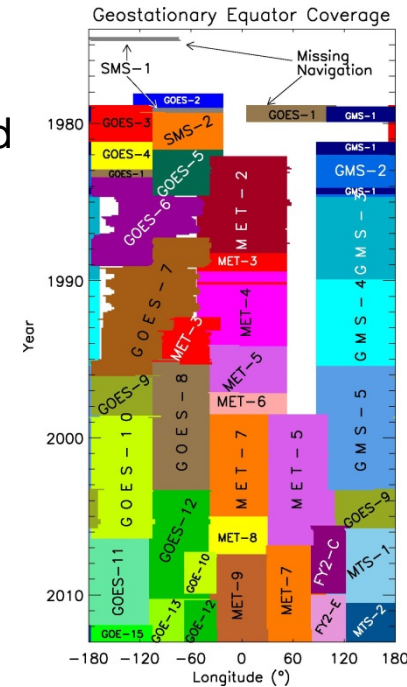 Geostationary Equator Coverage
d
Missing
Navigation
SMS-1
GOES-2
GOES-3
GOES-1
GMS-1
SMS-2
1980
GOES-4
GMS-1
GOES-5
GMS-2
GOES-1
GMS-1
GOES-6
MET-2
GMS-3
MET-3
GOES-7
1990
MET-4
GMS-4
MET-3
MET-5
GOES-9
GOES-8
MET-6
GMS-5
2000
GOES-10
MET-7
MET-5
GOES-12
GOES-9
MET-8
GOES-11
GOE-10
FY2-C
MTS-1
MET-9
MET-7
2010
GOE-13
GOE-12
FY2-E
MTS-2
GOE-15
Year
-180 -120 -60 0 60 120 180
Longitude (°)